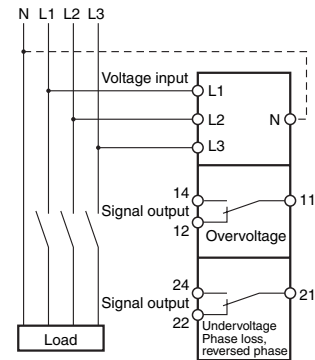 N L1 L2 L3
Voltage input
L1
L2
N
L3
14
11
Signal output
12
Overvoltage
24
21
Signal output
22
Undervoltage
Phase loss,
reversed phase
Load